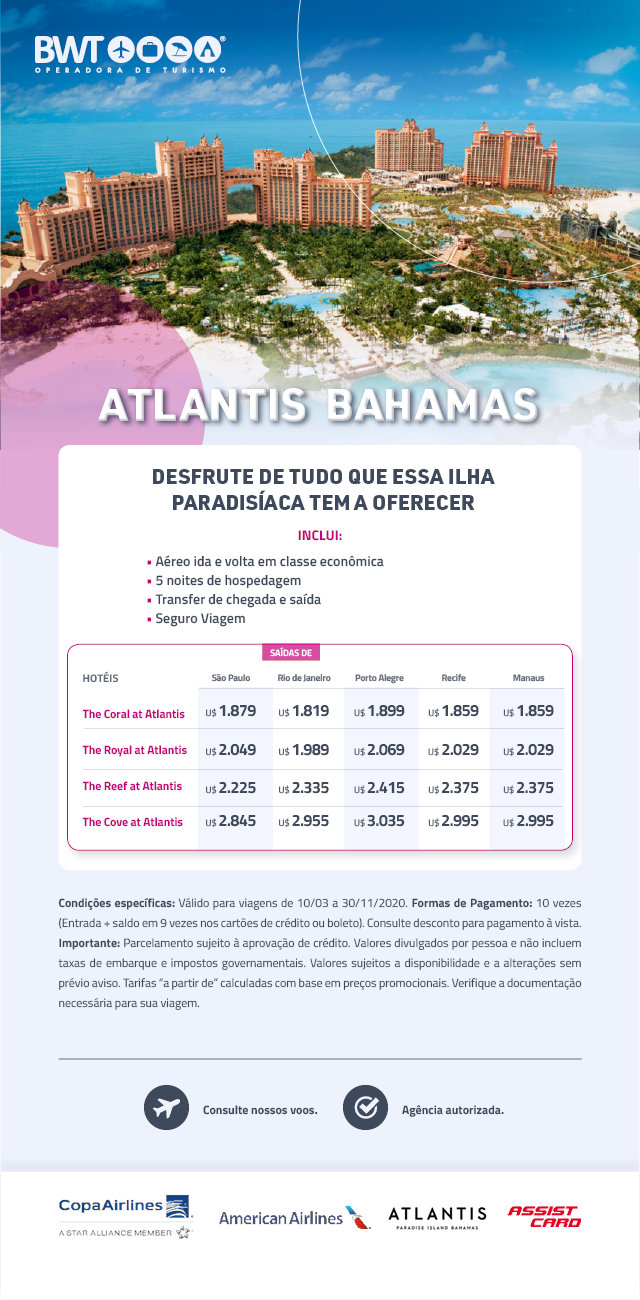 BWT
OPERADORA DE TURISMO
ATLANTIS BAHAMAS
DESFRUTE DE TUDO QUE ESSA ILHA
PARADISÍACA TEM A OFERECER
INCLUI:
▪ Aéreo ida e volta em classe econômica
▪ 5 noites de hospedagem
▪ Transfer de chegada e saída
▪ Seguro Viagem
SAÍDAS DE
HOTÉIS São Paulo Rio de Janeiro Porto Alegre Recife Manaus
The Coral at Atlantis U$ 1.879 U$ 1.819 U$ 1.899 U$ 1.859 U$ 1.859
The Royal at Atlantis U$ 2.049 U$ 1.989 U$ 2.069 U$ 2.029 U$ 2.029
The Reef at Atlantis U$ 2.225 U$ 2.335 U$ 2.415 U$ 2.375 U$ 2.375
The Cove at Atlantis U$ 2.845 U$ 2.955 U$ 3.035 U$ 2.995 U$ 2.995
Condições específicas: Válido para viagens de 10/03 a 30/11/2020. Formas de Pagamento: 10 vezes
(Entrada + saldo em 9 vezes nos cartões de crédito ou boleto). Consulte desconto para pagamento à vista.
Importante: Parcelamento sujeito à aprovação de crédito. Valores divulgados por pessoa e não incluem
taxas de embarque e impostos governamentais. Valores sujeitos a disponibilidade e a alterações sem
prévio aviso. Tarifas “a partir de” calculadas com base em preços promocionais. Verifique a documentação
necessária para sua viagem.
Consulte nossos voos. Agência autorizada.
CopaAirlines
A STAR ALLIANCE MEMBER
American Airlines
ATLANTIS
PARADISE ISLAND BAHAMAS
ASSIST
CARD